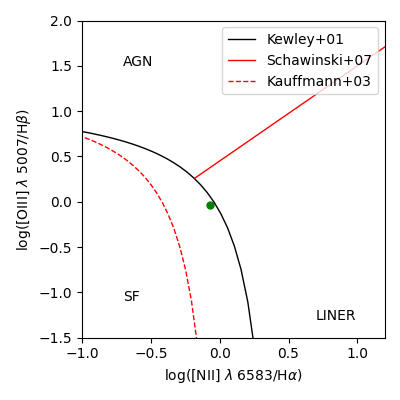 2.0
1.5
1.0
0.5
0.0
−0.5
−1.0
−1.5
log([OIII] λ 5007/Hβ)
AGN
Kewley+01
Schawinski+07
Kauffmann+03
SF
LINER
−1.0 −0.5 0.0 0.5 1.0
log([NII] λ 6583/Hα)